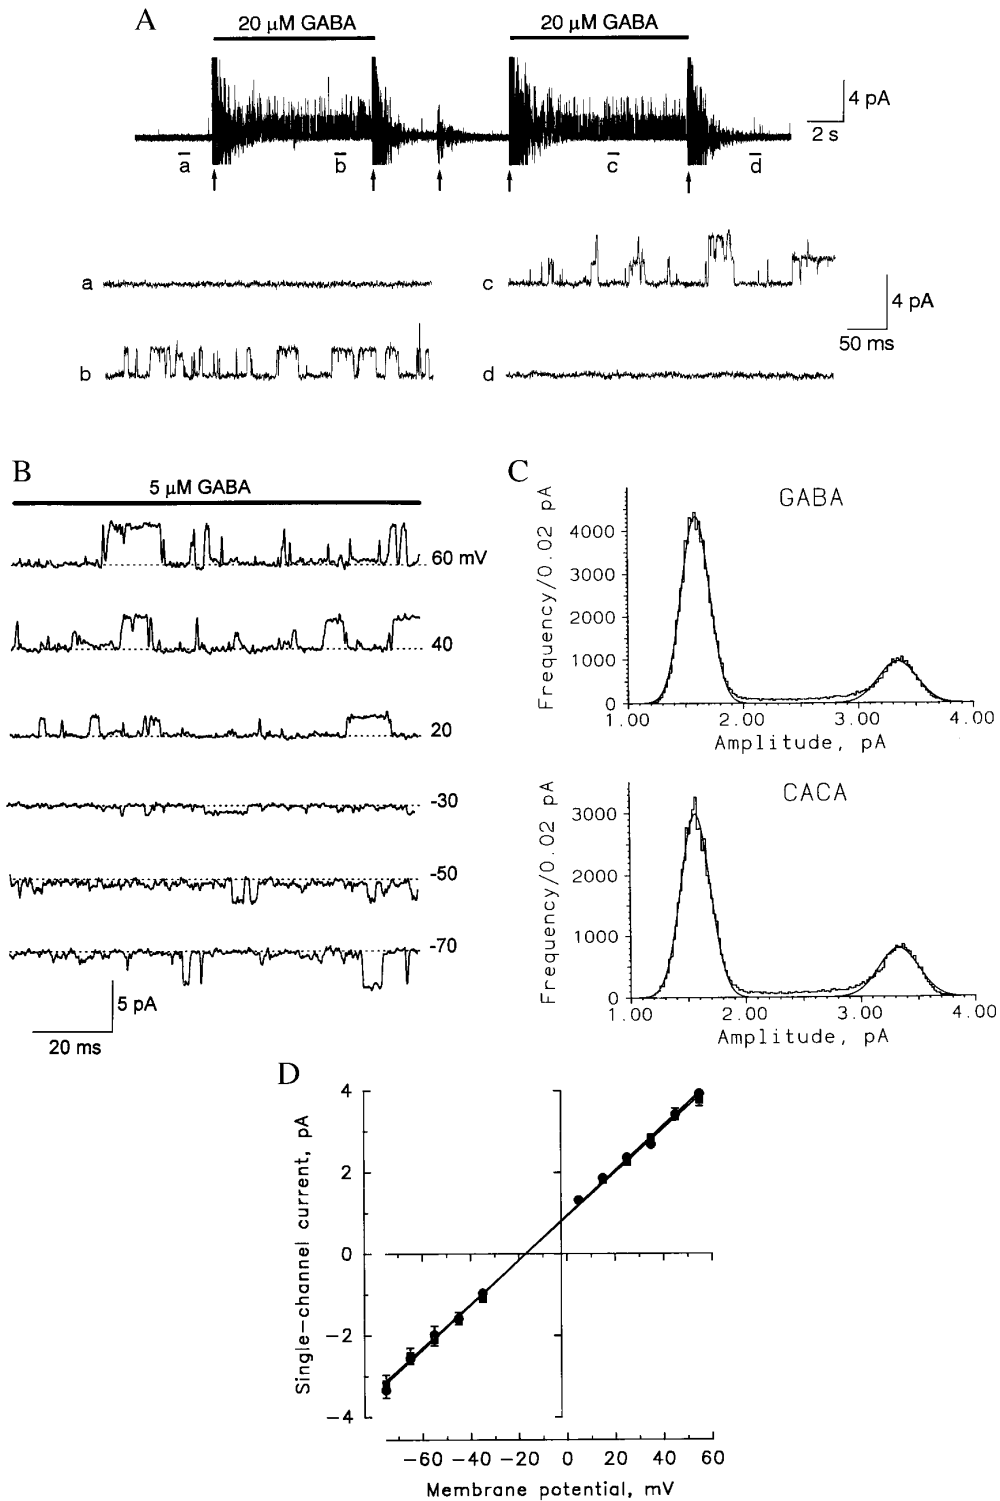 A
20 μM GABA
20 μM GABA
4 pA
2 s
a
b
c
d
a
c
4 pA
50 ms
b
d
B
5 μM GABA
60 mV
40
20
-30
-50
-70
5 pA
20 ms
C
GABA
Frequency/0.02 pA
4000
3000
2000
1000
0
1.00 2.00 3.00 4.00
Amplitude, pA
CACA
Frequency/0.02 pA
3000
2000
1000
0
1.00 2.00 3.00 4.00
Amplitude, pA
D
Single-channel current, pA
4
2
0
-2
-4
-60 -40 -20 0 20 40 60
Membrane potential, mV